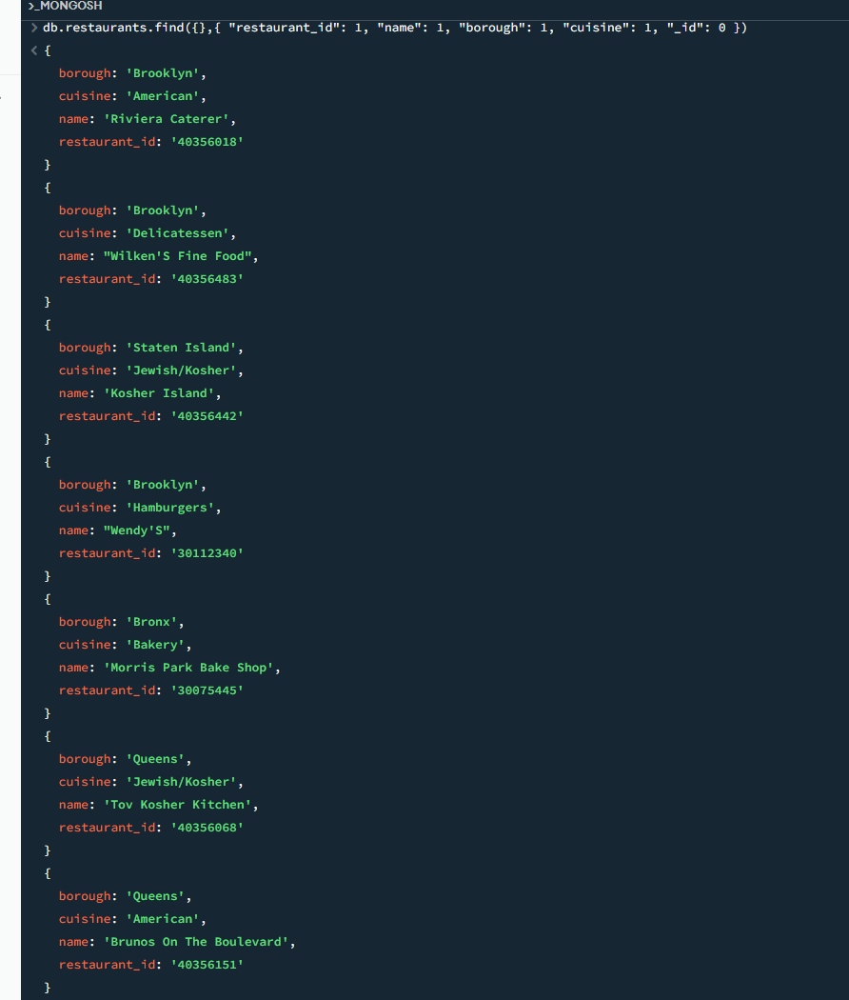 >_MONGOSH
> db.restaurants.find({},{ "restaurant_id": 1, "name": 1, "borough": 1, "cuisine": 1, "_id": 0 })
< {
borough: 'Brooklyn',
cuisine: 'American',
name: 'Riviera Caterer',
restaurant_id: '40356018'
}
{
borough: 'Brooklyn',
cuisine: 'Delicatessen',
name: "Wilken'S Fine Food",
restaurant_id: '40356483'
}
{
borough: 'Staten Island',
cuisine: 'Jewish/Kosher',
name: 'Kosher Island',
restaurant_id: '40356442'
}
{
borough: 'Brooklyn',
cuisine: 'Hamburgers',
name: "Wendy'S",
restaurant_id: '30112340'
}
{
borough: 'Bronx',
cuisine: 'Bakery',
name: 'Morris Park Bake Shop',
restaurant_id: '30075445'
}
{
borough: 'Queens',
cuisine: 'Jewish/Kosher',
name: 'Tov Kosher Kitchen',
restaurant_id: '40356068'
}
{
borough: 'Queens',
cuisine: 'American',
name: 'Brunos On The Boulevard',
restaurant_id: '40356151'
}